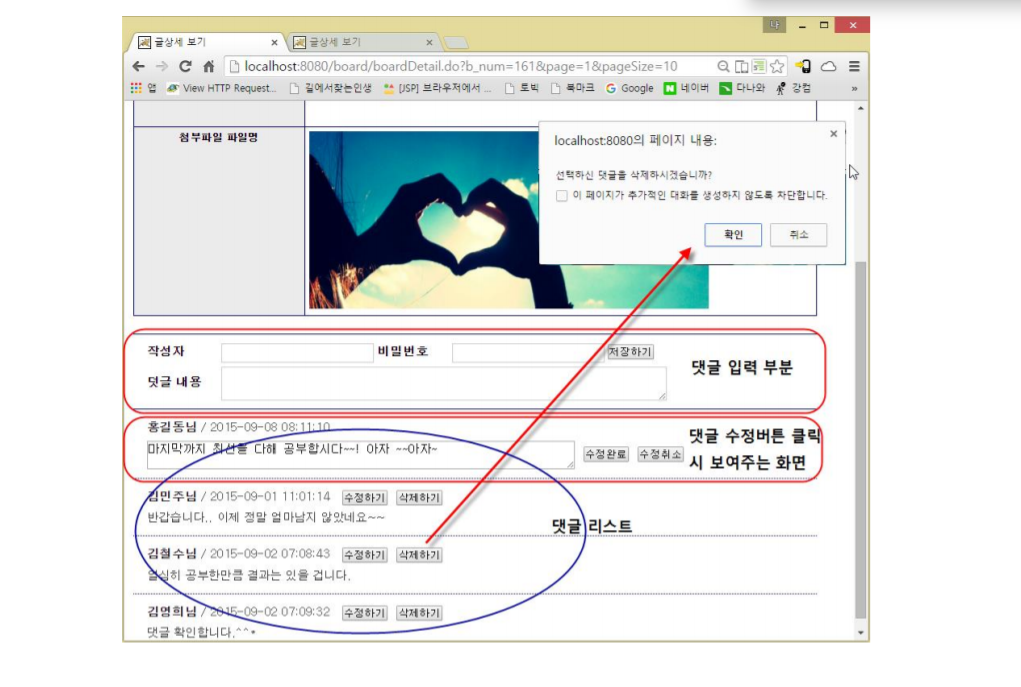 글상세 보기 × 글상세 보기 ×
localhost:8080/board/boardDetail.do?b_num=161&page=1&pageSize=10
앱 View HTTP Request... 길에서찾는인생 [JSP] 브라우저에서 ... 토빅 북마크 Google 네이버 다나와 강컴 »
첨부파일 파일명
localhost:8080의 페이지 내용: ×
선택하신 댓글을 삭제하시겠습니까?
이 페이지가 추가적인 대화를 생성하지 않도록 차단합니다.
확인 취소
작성자 비밀번호 저장하기
댓글 입력 부분
덧글 내용
홍길동님 / 2015-09-08 08:11:10
마지막까지 최선을 다해 공부합시다~~! 아자 ~~아자~ 수정완료 수정취소
댓글 수정버튼 클릭
시 보여주는 화면
김민주님 / 2015-09-01 11:01:14 수정하기 삭제하기
반갑습니다.. 이제 정말 얼마남지 않았네요~~
댓글 리스트
김철수님 / 2015-09-02 07:08:43 수정하기 삭제하기
열심히 공부한만큼 결과는 있을 겁니다.
김영희님 / 2015-09-02 07:09:32 수정하기 삭제하기
댓글 확인합니다.^^*